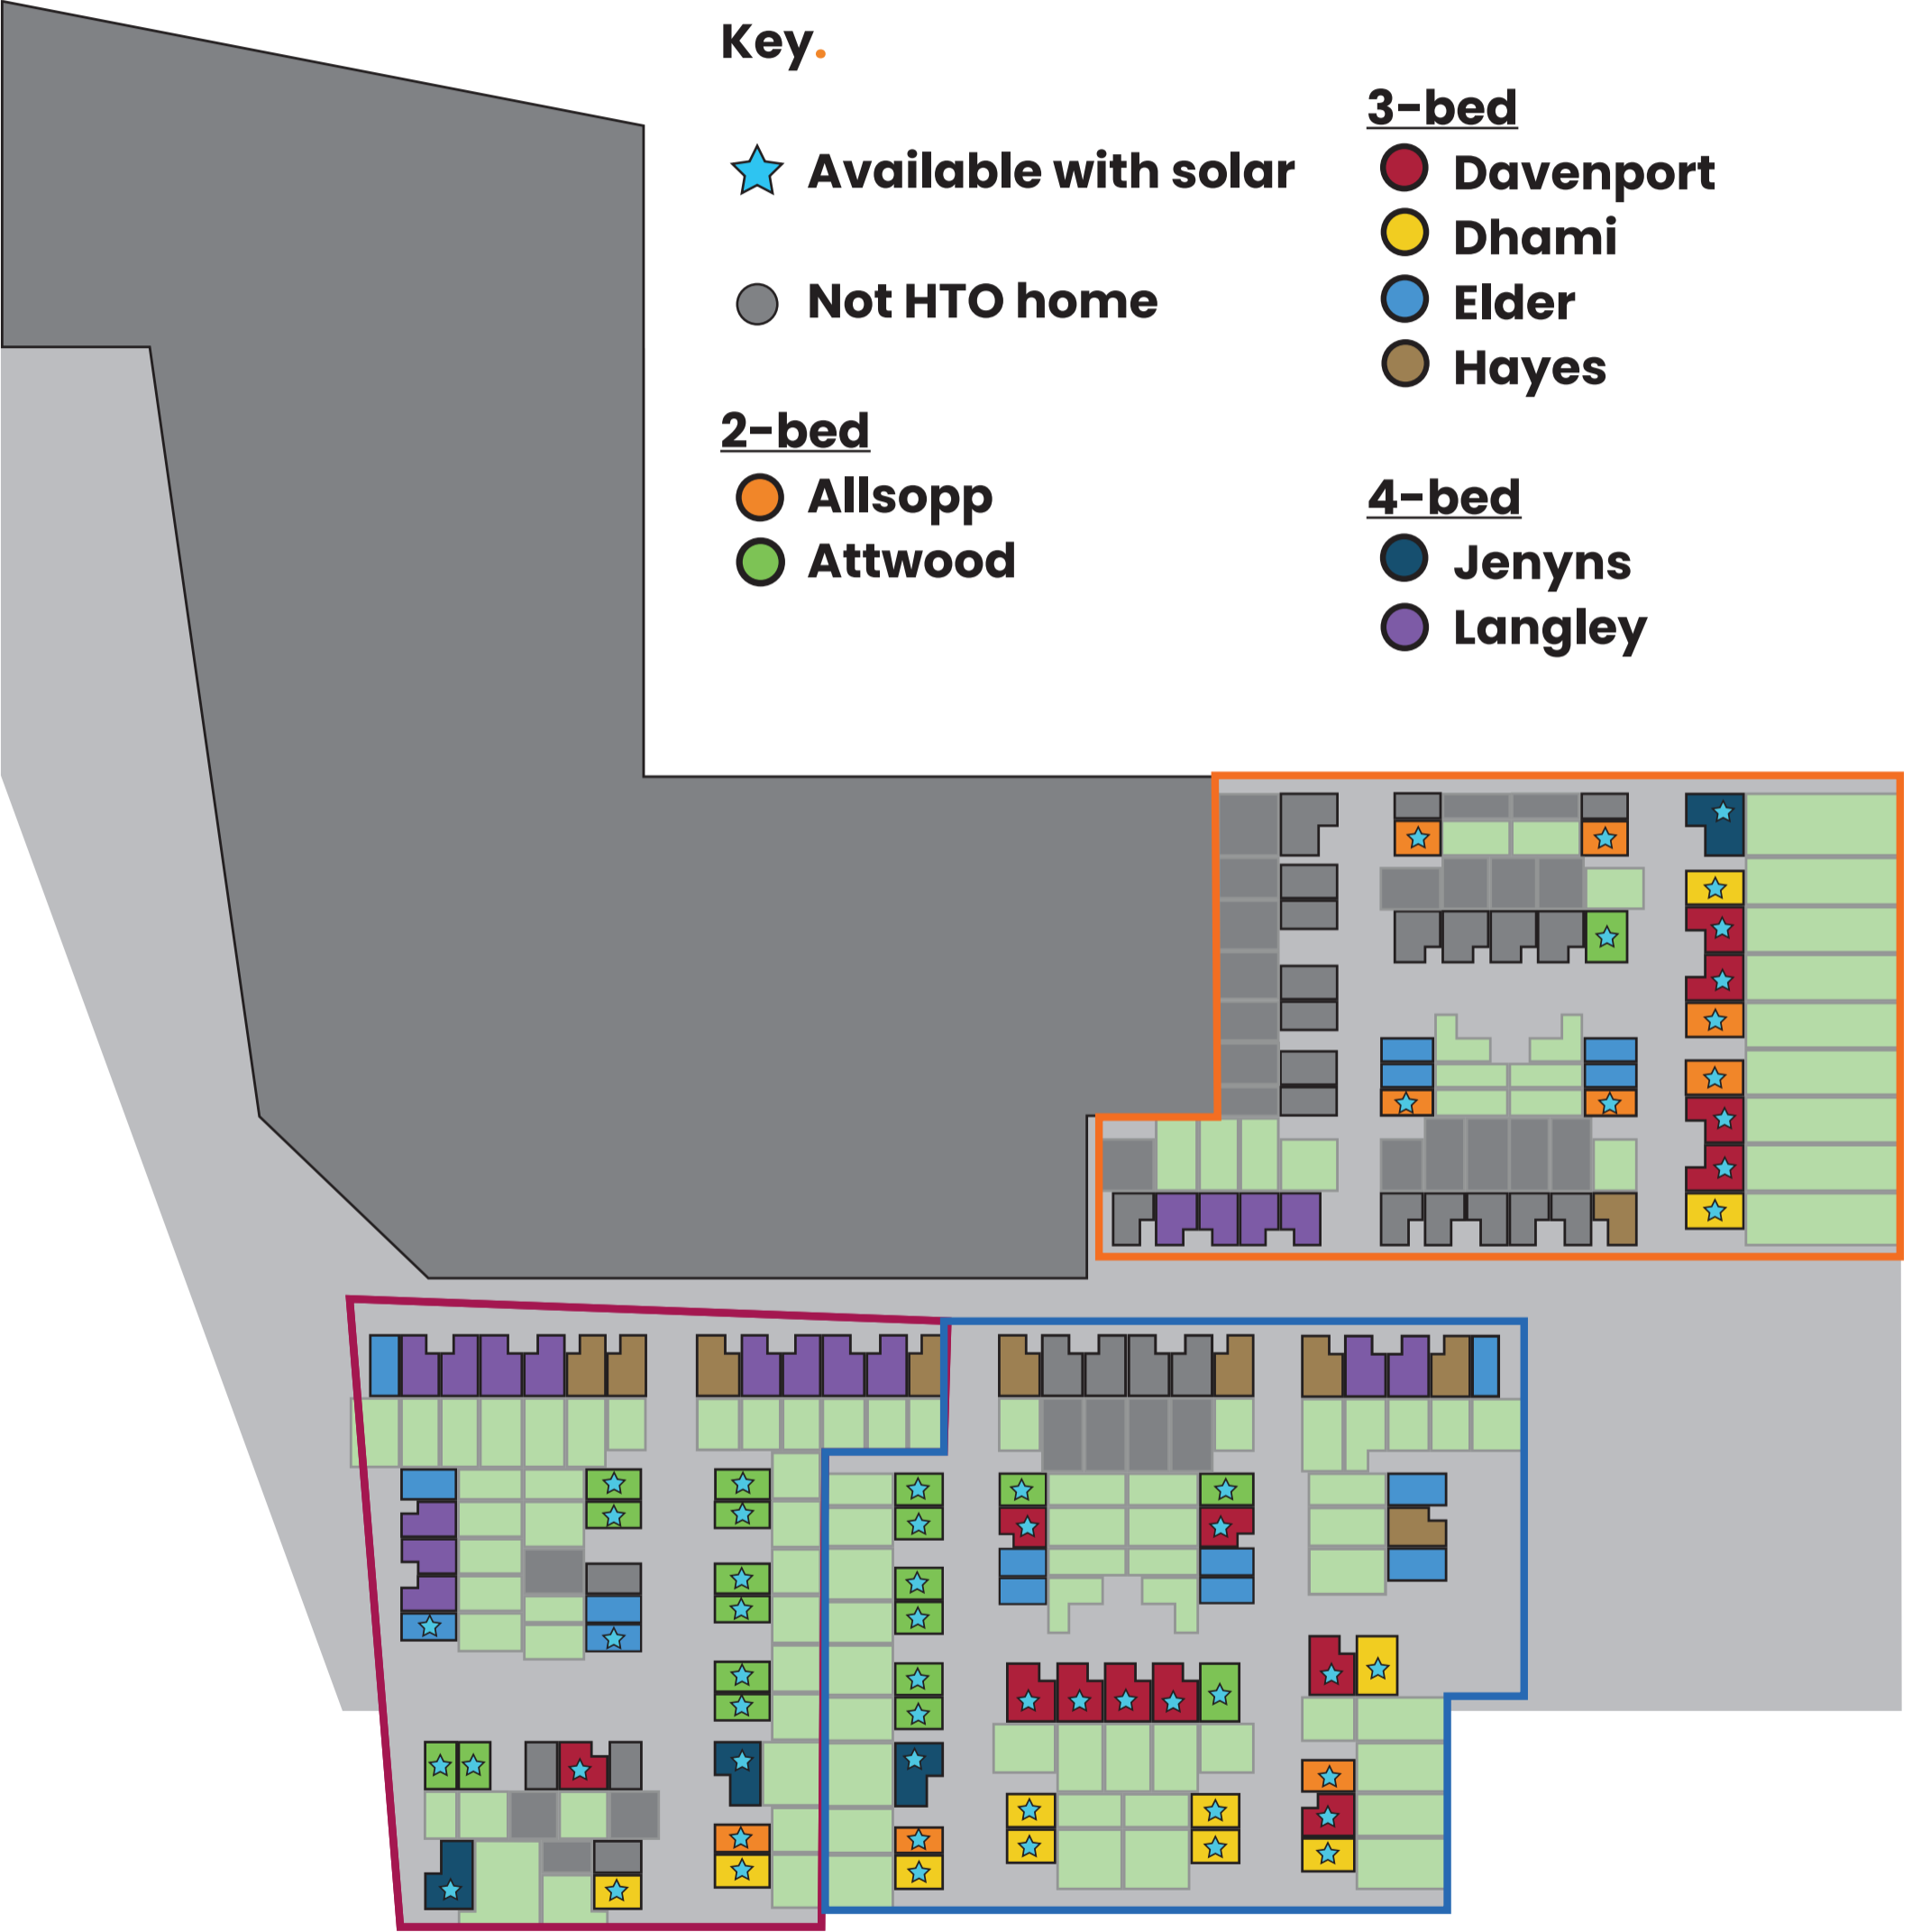 Key.
Available with solar
Not HTO home
2-bed
Allsopp
Attwood
3-bed
Davenport
Dhami
Elder
Hayes
4-bed
Jenyns
Langley